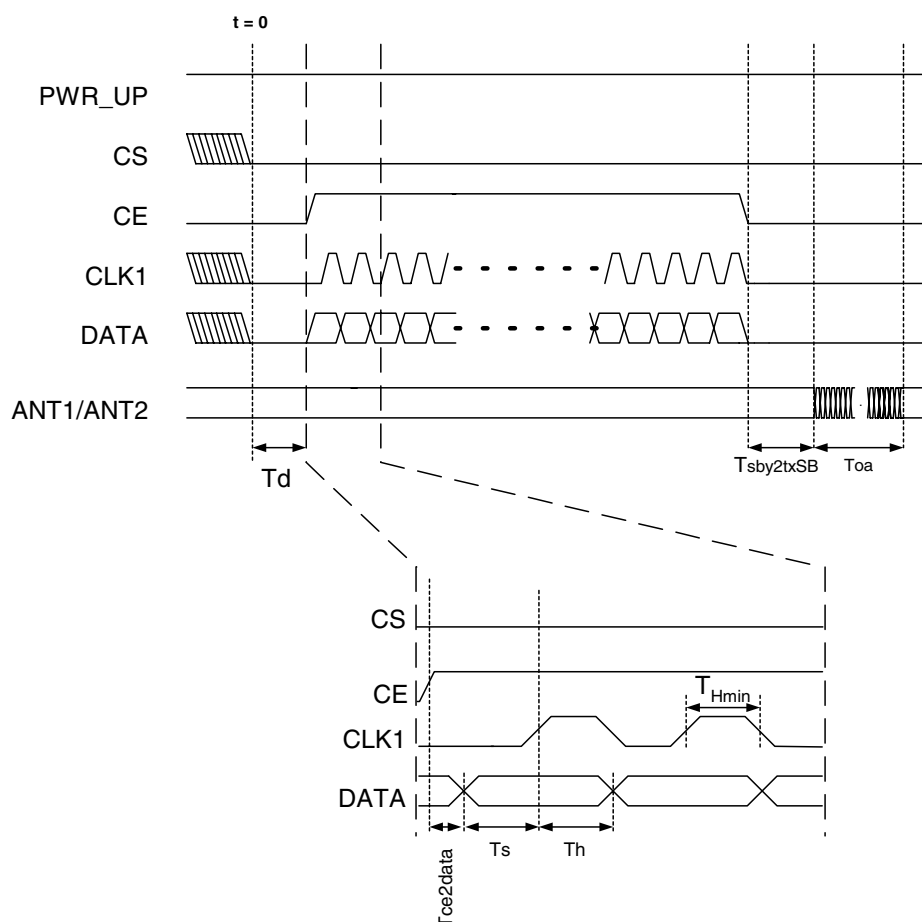 t = 0
PWR_UP
CS
CE
CLK1
DATA
ANT1/ANT2
Td
Tsby2txSB
Toa
CS
CE
THmin
CLK1
DATA
Tce2data
Ts
Th